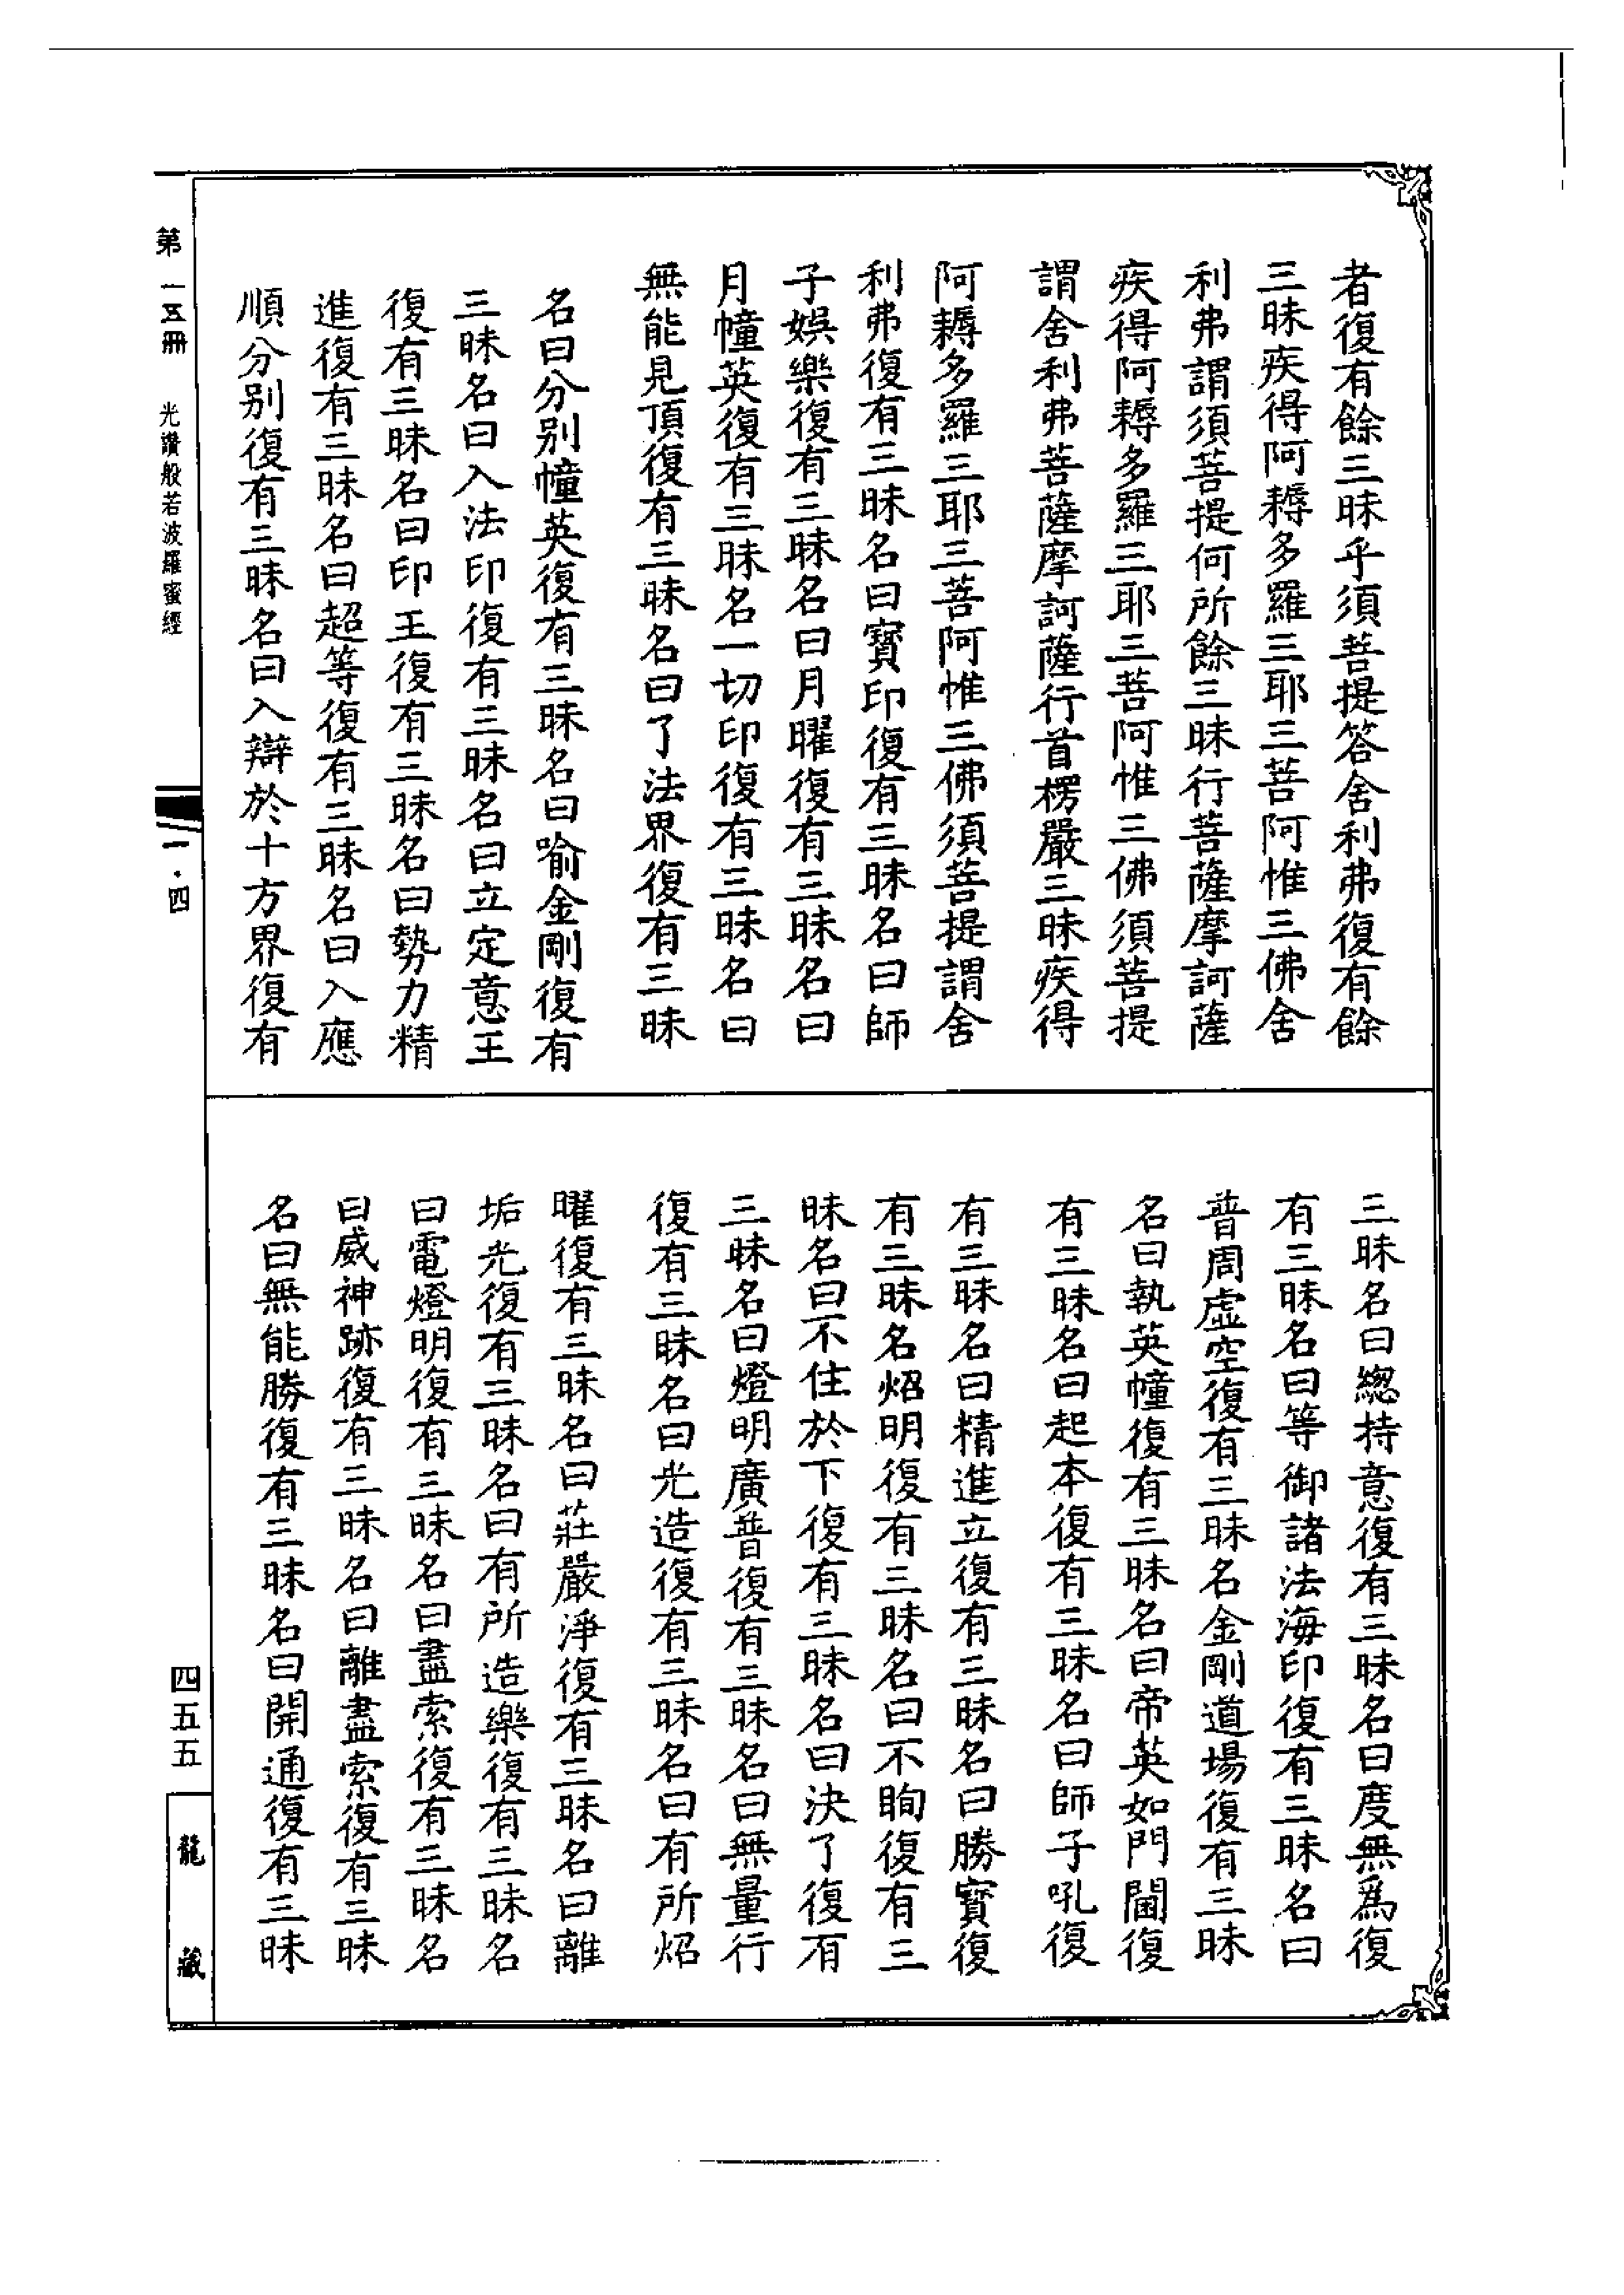 者復有餘三昧乎須菩提答舍利弗復有餘
三昧疾得阿耨多羅三耶三菩阿惟三佛舍
利弗謂須菩提何所餘三昧行菩薩摩訶薩
疾得阿耨多羅三耶三菩阿惟三佛須菩提
謂舍利弗菩薩摩訶薩行首楞嚴三昧疾得
阿耨多羅三耶三菩阿惟三佛須菩提謂舍
利弗復有三昧名曰寶印復有三昧名曰師
子娛樂復有三昧名曰月曜復有三昧名曰
月幢英復有三昧名一切印復有三昧名曰
無能見頂復有三昧名曰了法界復有三昧
名曰分别幢英復有三昧名曰喻金剛復有
三昧名曰入法印復有三昧名曰立定意王
復有三昧名曰印王復有三昧名曰勢力精
進復有三昧名曰超等復有三昧名曰入應
順分别復有三昧名曰入辯於十方界復有
三昧名曰總持意復有三昧名曰度無為復
有三昧名曰等御諸法海印復有三昧名曰
普周虛空復有三昧名金剛道場復有三昧
名曰執英幢復有三昧名曰帝英如門閫復
有三昧名曰起本復有三昧名曰師子吼復
有三昧名曰精進立復有三昧名曰勝寶復
有三昧名炤明復有三昧名曰不眴復有三
昧名曰不住於下復有三昧名曰決了復有
三昧名曰燈明廣普復有三昧名曰無量行
復有三昧名曰光造復有三昧名曰有所炤
曜復有三昧名曰莊嚴淨復有三昧名曰離
垢光復有三昧名曰有所造樂復有三昧名
曰電燈明復有三昧名曰盡索復有三昧名
曰威神跡復有三昧名曰離盡索復有三昧
名曰無能勝復有三昧名曰開通復有三昧
第一五冊 光讚般若波羅蜜經
一·四
四五五
龍藏